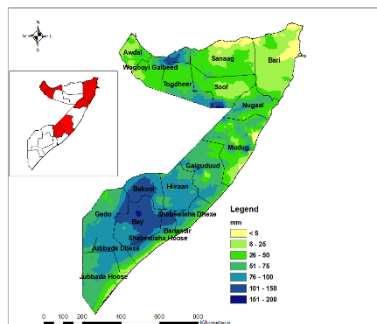 N
Awdal
Woqooyi Galbeed
Sanaag
Bari
Togdheer
Sool
Nugaal
Mudug
Galguduud
Bakool
Hiiraan
Gedo
Bay
Shabeellaha Dhexe
Banaadir
Shabeellaha Hoose
Jubbada Dhexe
Jubbada Hoose
Legend
mm
< 5
6 - 25
26 - 50
51 - 75
76 - 100
101 - 150
151 - 200
0 100 200 400 600 800
Kilometers